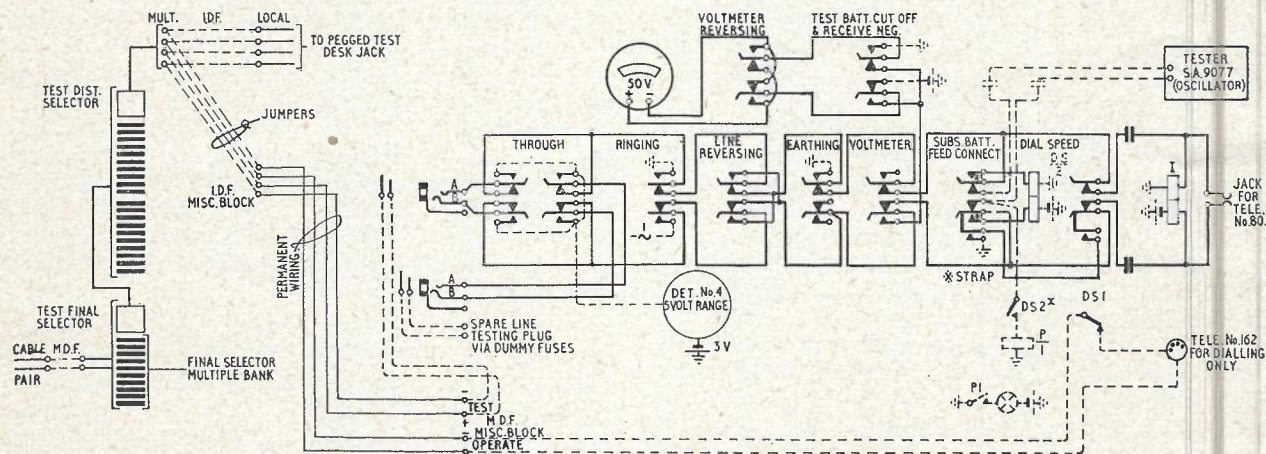 MULT. I.D.F. LOCAL
TO PEGGED TEST
DESK JACK
TEST DIST.
SELECTOR
JUMPERS
I.D.F.
MISC. BLOCK
PERMANENT
WIRING
TEST FINAL
SELECTOR
CABLE M.D.F.
PAIR
FINAL SELECTOR
MULTIPLE BANK
VOLTMETER
REVERSING
TEST BATT. CUT OFF
& RECEIVE NEG.
50V
+ -
TESTER
S.A. 9077
(OSCILLATOR)
THROUGH
RINGING
LINE
REVERSING
EARTHING
VOLTMETER
SUBS. BATT.
FEED CONNECT
DIAL SPEED
A
B
I
JACK
FOR
TELE.
No.80.
※ STRAP
A
B
DET. No.4
5 VOLT RANGE
3V
SPARE LINE
TESTING PLUG
VIA DUMMY FUSES
DS2 X
DS1
P
1
TELE. No.162
FOR DIALLING
ONLY
P1
-
TEST
+
M.D.F.
MISC. BLOCK
OPERATE